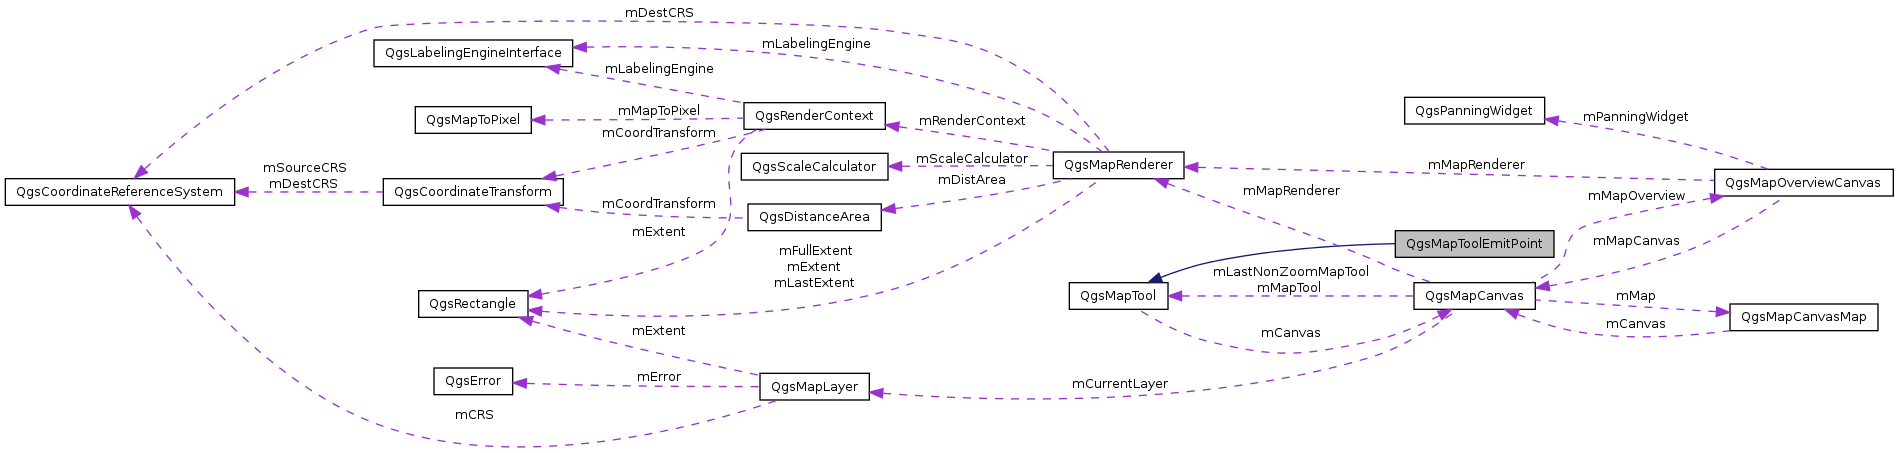 mDestCRS
QgsLabelingEngineInterface
mLabelingEngine
mLabelingEngine
QgsMapToPixel
mMapToPixel
QgsRenderContext
mCoordTransform
mRenderContext
QgsPanningWidget
mPanningWidget
QgsScaleCalculator
mScaleCalculator
QgsMapRenderer
mMapRenderer
mSourceCRS
mDestCRS
QgsCoordinateReferenceSystem
QgsCoordinateTransform
mDistArea
mMapRenderer
QgsMapOverviewCanvas
mMapOverview
mCoordTransform
QgsDistanceArea
mExtent
mFullExtent
mExtent
mLastExtent
QgsMapToolEmitPoint
mMapCanvas
mLastNonZoomMapTool
mMapTool
QgsRectangle
QgsMapTool
QgsMapCanvas
mMap
QgsMapCanvasMap
mCanvas
mCanvas
mExtent
QgsError
mError
QgsMapLayer
mCurrentLayer
mCRS